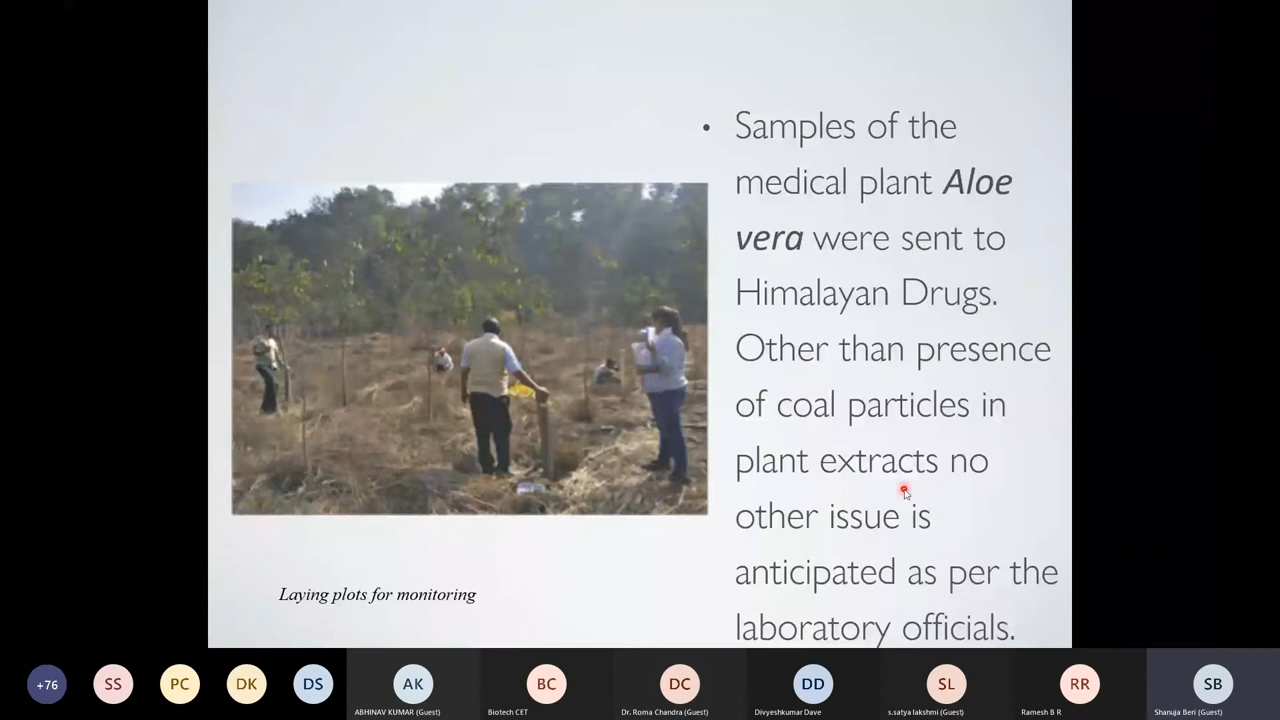 • Samples of the
medical plant Aloe
vera were sent to
Himalayan Drugs.
Other than presence
of coal particles in
plant extracts no
other issue is
anticipated as per the
laboratory officials.
Laying plots for monitoring
+76
SS
PC
DK
DS
AK
ABHINAV KUMAR (Guest)
BC
Biotech CET
DC
Dr. Roma Chandra (Guest)
DD
Divyeshkumar Dave
SL
s.satya lakshmi (Guest)
RR
Ramesh B R
SB
Shanuja Beri (Guest)